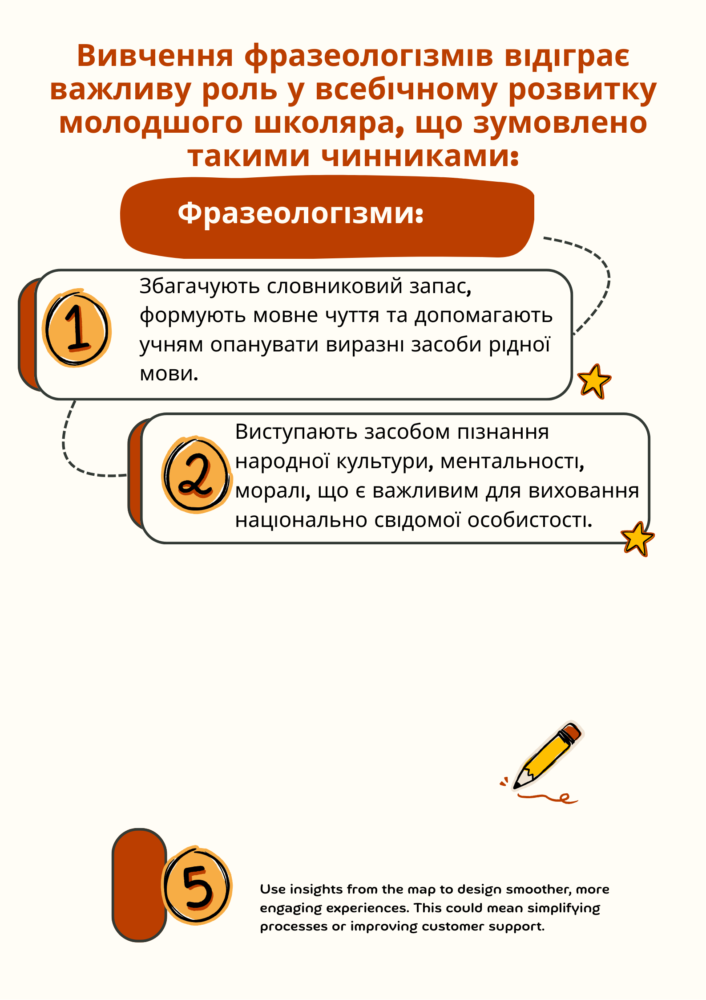 Вивчення фразеологізмів відіграє
важливу роль у всебічному розвитку
молодшого школяра, що зумовлено
такими чинниками:
Фразеологізми:
1
Збагачують словниковий запас,
формують мовне чуття та допомагають
учням опанувати виразні засоби рідної
мови.
2
Виступають засобом пізнання
народної культури, ментальності,
моралі, що є важливим для виховання
національно свідомої особистості.
5
Use insights from the map to design smoother, more
engaging experiences. This could mean simplifying
processes or improving customer support.